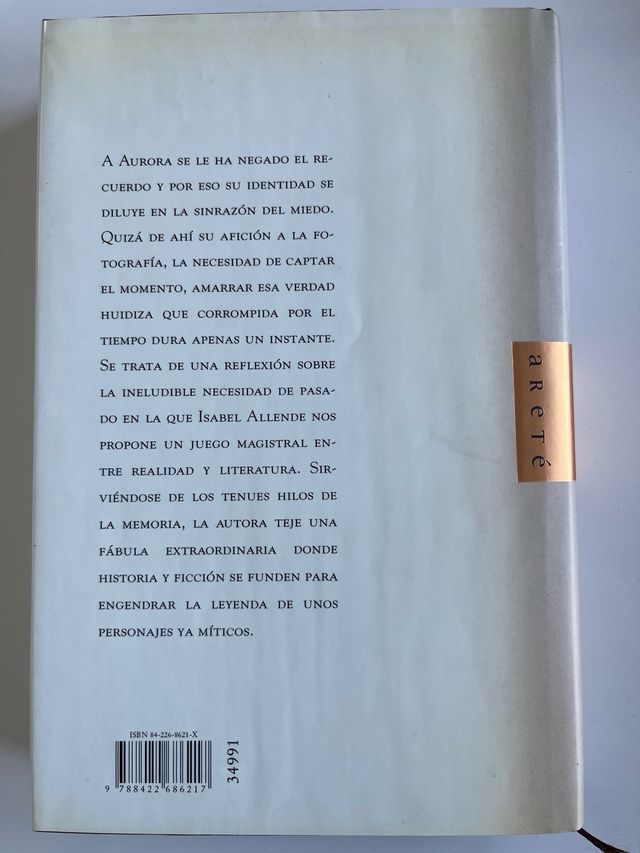 A AURORA SE LE HA NEGADO EL RE-
CUERDO Y POR ESO SU IDENTIDAD SE
DILUYE EN LA SINRAZÓN DEL MIEDO.
QUIZÁ DE AHÍ SU AFICIÓN A LA FO-
TOGRAFÍA, LA NECESIDAD DE CAPTAR
EL MOMENTO, AMARRAR ESA VERDAD
HUIDIZA QUE CORROMPIDA POR EL
TIEMPO DURA APENAS UN INSTANTE.
SE TRATA DE UNA REFLEXIÓN SOBRE
LA INELUDIBLE NECESIDAD DE PASA-
DO EN LA QUE ISABEL ALLENDE NOS
PROPONE UN JUEGO MAGISTRAL EN-
TRE REALIDAD Y LITERATURA. SIR-
VIÉNDOSE DE LOS TENUES HILOS DE
LA MEMORIA, LA AUTORA TEJE UNA
FÁBULA EXTRAORDINARIA DONDE
HISTORIA Y FICCIÓN SE FUNDEN PARA
ENGENDRAR LA LEYENDA DE UNOS
PERSONAJES YA MÍTICOS.
aReTé
ISBN 84-226-8621-X
9 788422 686217
34991